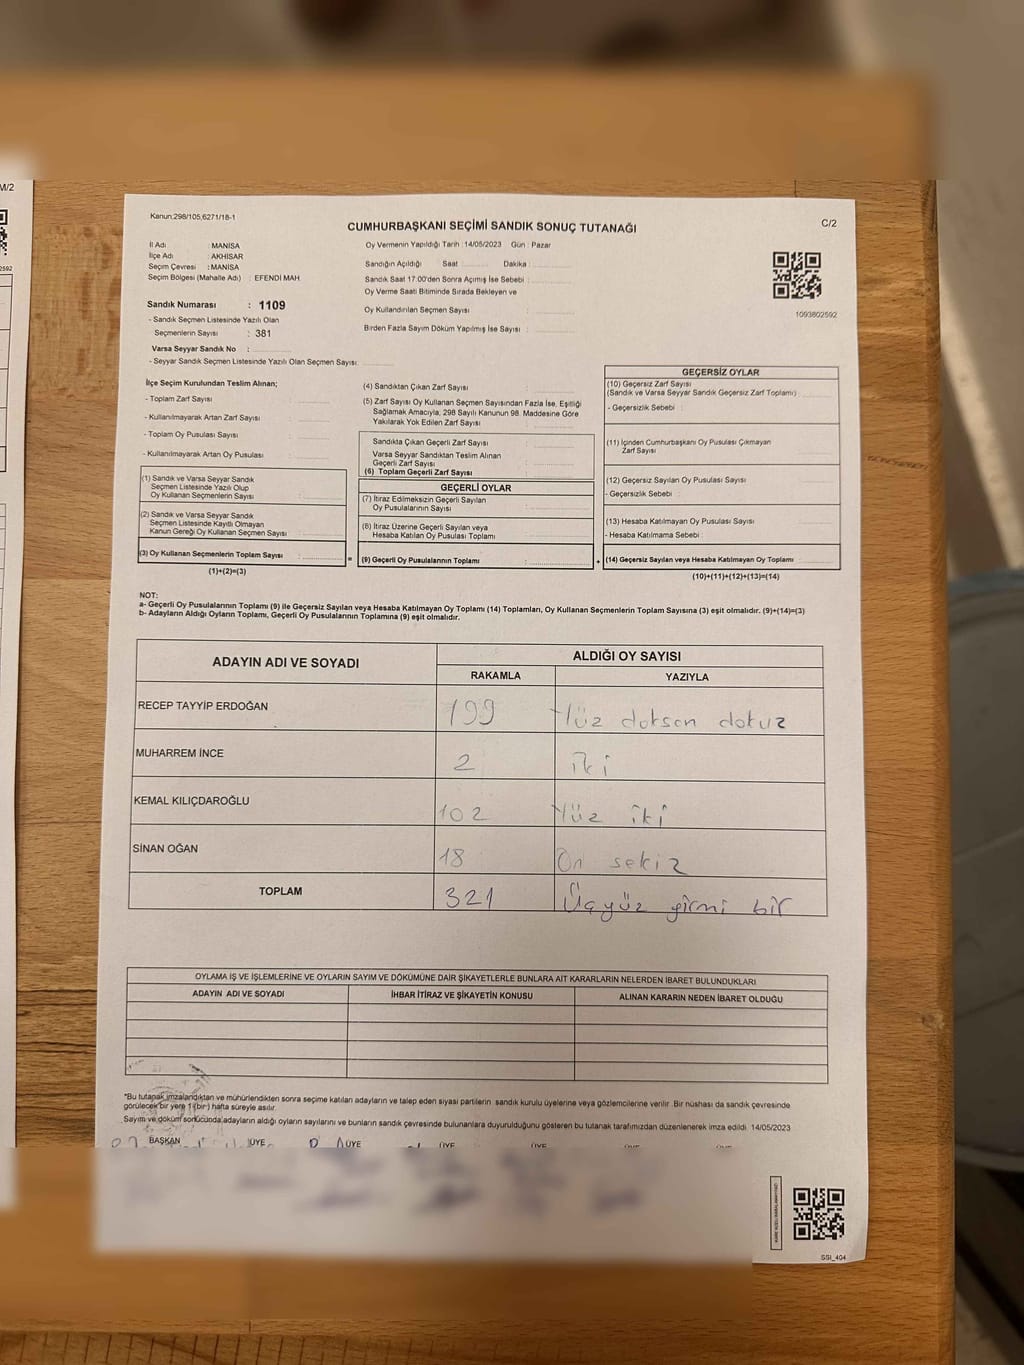 M/2
2592
Kanun:298/105,6271/18-1
CUMHURBAŞKANI SEÇİMİ SANDIK SONUÇ TUTANAĞI
C/2
İl Adı : MANİSA
İlçe Adı : AKHİSAR
Seçim Çevresi : MANİSA
Seçim Bölgesi (Mahalle Adı) : EFENDİ MAH
Sandık Numarası : 1109
- Sandık Seçmen Listesinde Yazılı Olan
Seçmenlerin Sayısı : 381
Varsa Seyyar Sandık No :
- Seyyar Sandık Seçmen Listesinde Yazılı Olan Seçmen Sayısı:
Oy Vermenin Yapıldığı Tarih :14/05/2023 Gün : Pazar
Sandığın Açıldığı Saat Dakika :
Sandık Saat 17:00'den Sonra Açımış İse Sebebi :
Oy Verme Saati Bitiminde Sırada Bekleyen ve
Oy Kullandırılan Seçmen Sayısı :
Birden Fazla Sayım Döküm Yapılmış İse Sayısı :
1093802592
İlçe Seçim Kurulundan Teslim Alınan;
- Toplam Zarf Sayısı :
- Kullanılmayarak Artan Zarf Sayısı :
- Toplam Oy Pusulası Sayısı :
- Kullanılmayarak Artan Oy Pusulası
(1) Sandık ve Varsa Seyyar Sandık
Seçmen Listesinde Yazılı Olup
Oy Kullanan Seçmenlerin Sayısı :
(2) Sandık ve Varsa Seyyar Sandık
Seçmen Listesinde Kayıtlı Olmayan
Kanun Gereği Oy Kullanan Seçmen Sayısı :
(3) Oy Kullanan Seçmenlerin Toplam Sayısı :
(1)+(2)=(3)
(4) Sandıktan Çıkan Zarf Sayısı :
(5) Zarf Sayısı Oy Kullanan Seçmen Sayısından Fazla İse, Eşitliği
Sağlamak Amacıyla, 298 Sayılı Kanunun 98. Maddesine Göre
Yakılarak Yok Edilen Zarf Sayısı :
Sandıkta Çıkan Geçerli Zarf Sayısı :
Varsa Seyyar Sandıktan Teslim Alınan
Geçerli Zarf Sayısı :
(6) Toplam Geçerli Zarf Sayısı
GEÇERLİ OYLAR
(7) İtiraz Edilmeksizin Geçerli Sayılan
Oy Pusulalarının Sayısı :
(8) İtiraz Üzerine Geçerli Sayılan veya
Hesaba Katılan Oy Pusulası Toplamı :
= (9) Geçerli Oy Pusulalarının Toplamı :
GEÇERSİZ OYLAR
(10) Geçersiz Zarf Sayısı
(Sandık ve Varsa Seyyar Sandık Geçersiz Zarf Toplamı) :
- Geçersizlik Sebebi :
(11) İçinden Cumhurbaşkanı Oy Pusulası Çıkmayan
Zarf Sayısı :
(12) Geçersiz Sayılan Oy Pusulası Sayısı
- Geçersizlik Sebebi :
(13) Hesaba Katılmayan Oy Pusulası Sayısı
- Hesaba Katılmama Sebebi :
+ (14) Geçersiz Sayılan veya Hesaba Katılmayan Oy Toplamı :
(10)+(11)+(12)+(13)=(14)
NOT:
a- Geçerli Oy Pusulalarının Toplamı (9) ile Geçersiz Sayılan veya Hesaba Katılmayan Oy Toplamı (14) Toplamları, Oy Kullanan Seçmenlerin Toplam Sayısına (3) eşit olmalıdır. (9)+(14)=(3)
b- Adayların Aldığı Oyların Toplamı, Geçerli Oy Pusulalarının Toplamına (9) eşit olmalıdır.
ADAYIN ADI VE SOYADI ALDIĞI OY SAYISI
RAKAMLA YAZIYLA
RECEP TAYYİP ERDOĞAN 199 Yüz doksan dokuz
MUHARREM İNCE 2 iki
KEMAL KILIÇDAROĞLU 102 Yüz iki
SİNAN OĞAN 18 On sekiz
TOPLAM 321 Üçyüz yirmi bir
OYLAMA İŞ VE İŞLEMLERİNE VE OYLARIN SAYIM VE DÖKÜMÜNE DAİR ŞİKAYETLERLE BUNLARA AİT KARARLARIN NELERDEN İBARET BULUNDUKLARI
ADAYIN ADI VE SOYADI İHBAR İTİRAZ VE ŞİKAYETİN KONUSU ALINAN KARARIN NEDEN İBARET OLDUĞU
*Bu tutanak imzalandıktan ve mühürlendikten sonra seçime katılan adayların ve talep eden siyasi partilerin sandık kurulu üyelerine veya gözlemcilerine verilir. Bir nüshası da sandık çevresinde
görülecek bir yere 1 (bir) hafta süreyle asılır.
Sayım ve döküm sonucunda adayların aldığı oyların sayılarını ve bunların sandık çevresinde bulunanlara duyurulduğunu gösteren bu tutanak tarafımızdan düzenlenerek imza edildi. 14/05/2023
BAŞKAN ÜYE ÜYE ÜYE ÜYE
SSI_404